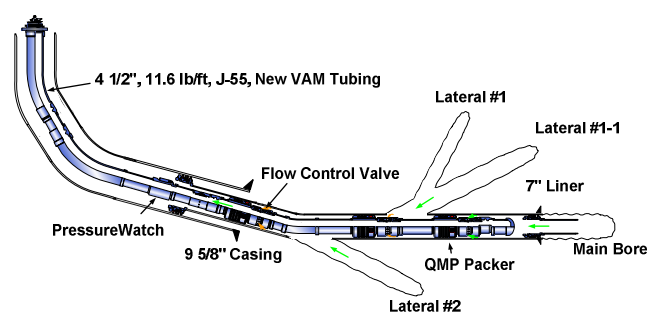 4 1/2", 11.6 lb/ft, J-55, New VAM Tubing
Lateral #1
Lateral #1-1
Flow Control Valve
7" Liner
PressureWatch
9 5/8" Casing
QMP Packer
Main Bore
Lateral #2